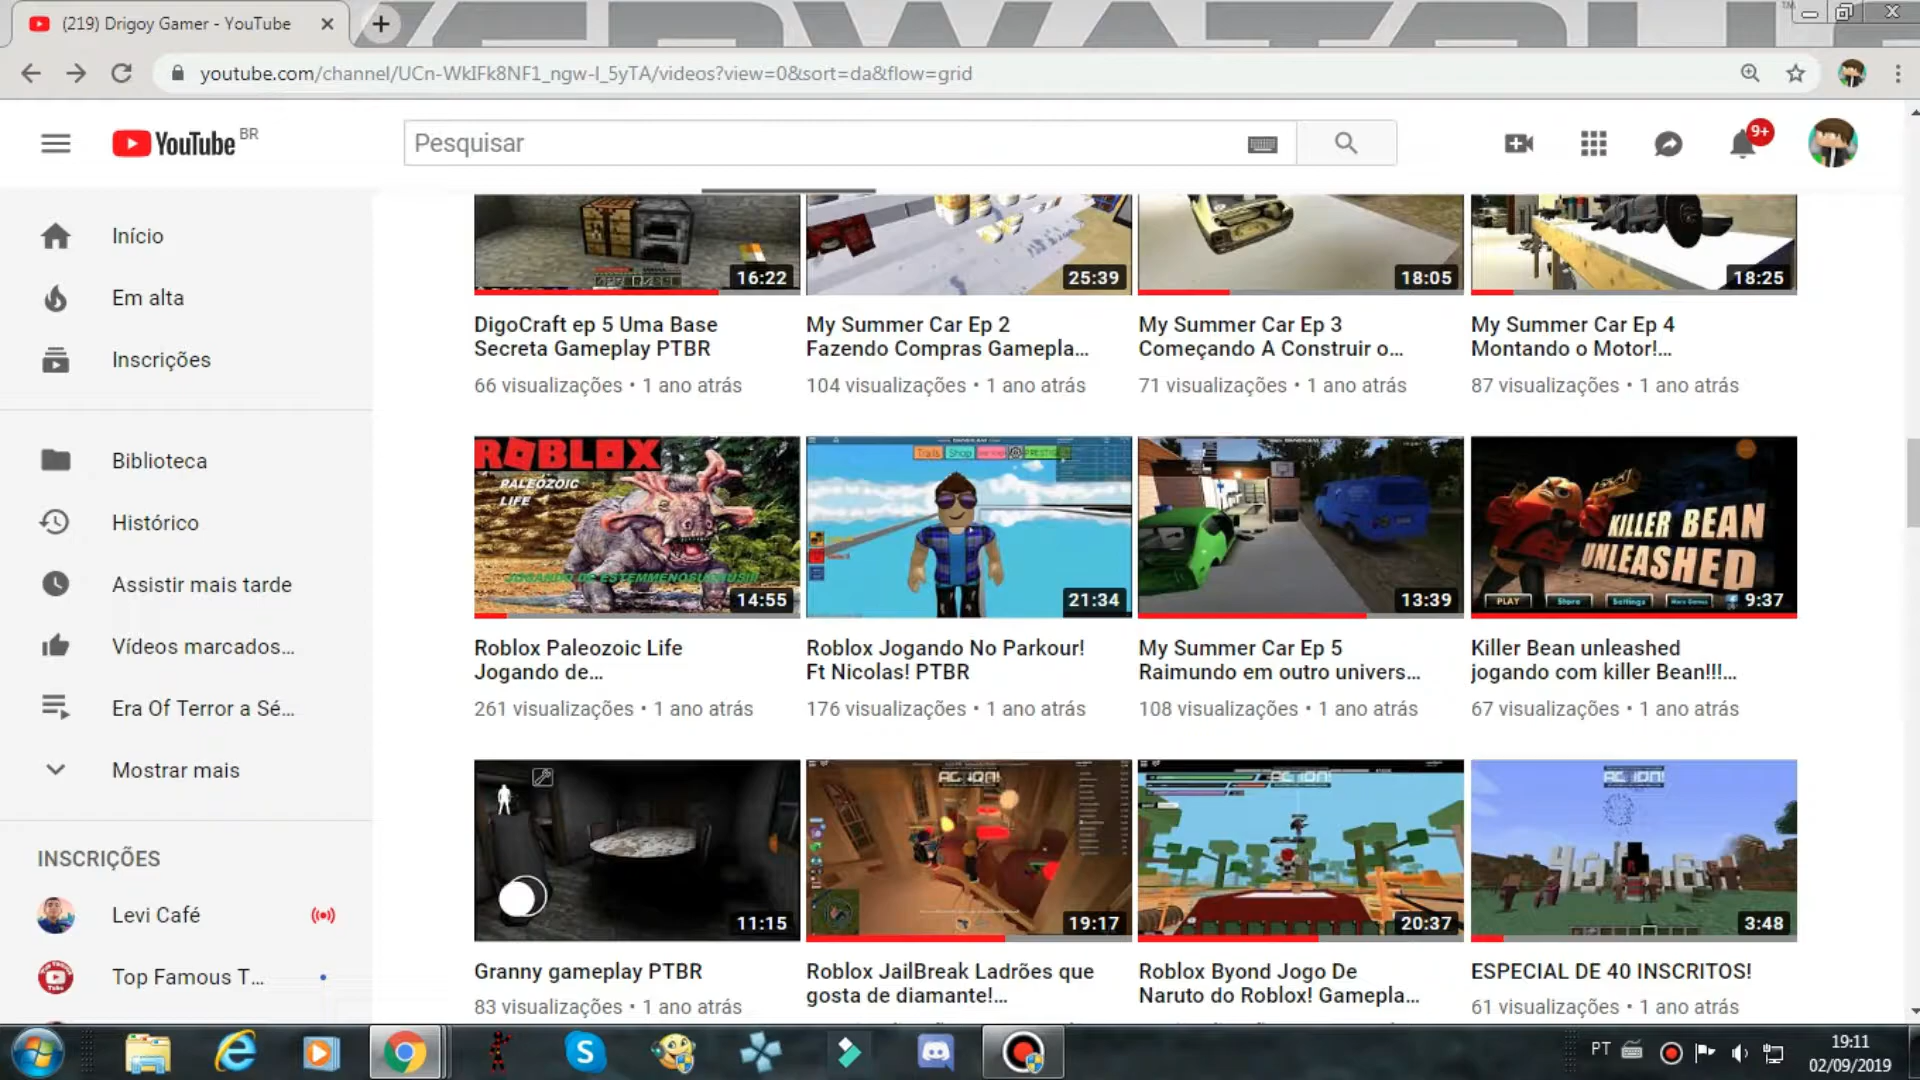 (219) Drigoy Gamer - YouTube
youtube.com/channel/UCn-WkIFk8NF1_ngw-I_5yTA/videos?view=0&sort=da&flow=grid
YouTube BR
Pesquisar
9+
Início
Em alta
Inscrições
Biblioteca
Histórico
Assistir mais tarde
Vídeos marcados...
Era Of Terror a Sé...
Mostrar mais
INSCRIÇÕES
Levi Café
Top Famous T...
16:22
25:39
18:05
18:25
DigoCraft ep 5 Uma Base
Secreta Gameplay PTBR
66 visualizações • 1 ano atrás
My Summer Car Ep 2
Fazendo Compras Gamepla...
104 visualizações • 1 ano atrás
My Summer Car Ep 3
Começando A Construir o...
71 visualizações • 1 ano atrás
My Summer Car Ep 4
Montando o Motor!...
87 visualizações • 1 ano atrás
ROBLOX
PALEOZOIC
LIFE
14:55
Trails
Shop
21:34
13:39
KILLER BEAN
UNLEASHED
PLAY
Store
Settings
More Games
9:37
Roblox Paleozoic Life
Jogando de...
261 visualizações • 1 ano atrás
Roblox Jogando No Parkour!
Ft Nicolas! PTBR
176 visualizações • 1 ano atrás
My Summer Car Ep 5
Raimundo em outro univers...
108 visualizações • 1 ano atrás
Killer Bean unleashed
jogando com killer Bean!!!...
67 visualizações • 1 ano atrás
11:15
ACTION!
19:17
ACTION!
20:37
ACTION!
3:48
Granny gameplay PTBR
83 visualizações • 1 ano atrás
Roblox JailBreak Ladrões que
gosta de diamante!...
Roblox Byond Jogo De
Naruto do Roblox! Gamepla...
ESPECIAL DE 40 INSCRITOS!
61 visualizações • 1 ano atrás
PT
19:11
02/09/2019